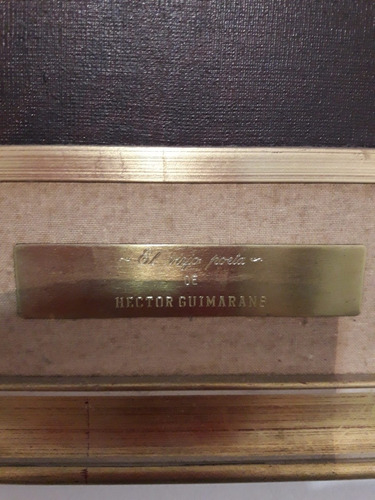 ~ El viejo poeta ~
DE
HECTOR GUIMARANS